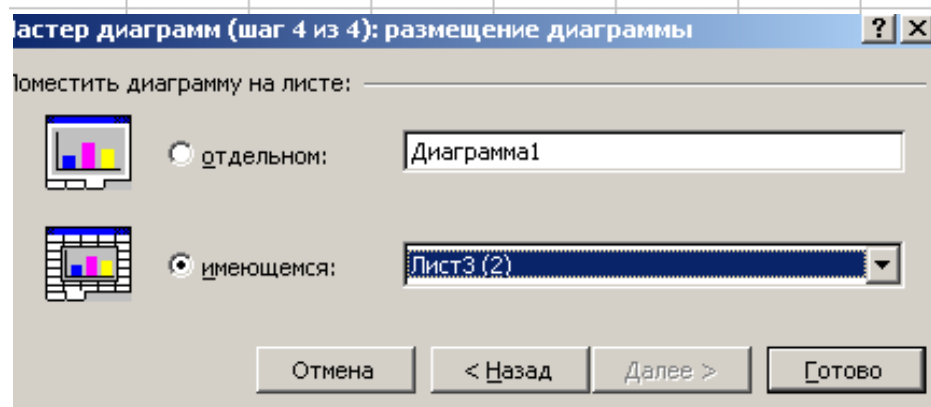 астер диаграмм (шаг 4 из 4): размещение диаграммы
Поместить диаграмму на листе:
отдельном: Диаграмма1
имеющемся: Лист3 (2)
Отмена < Назад Далее > Готово